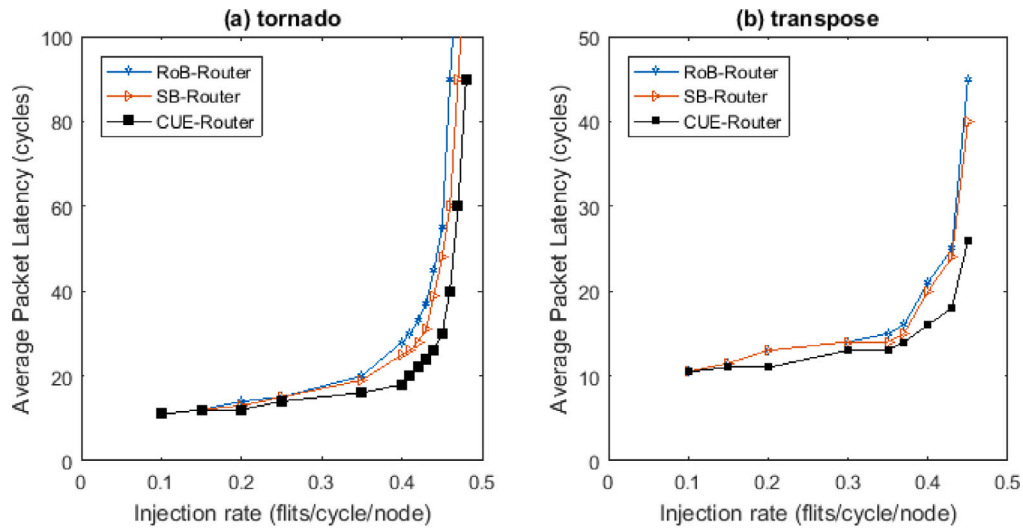 (a) tornado
100
80
60
40
20
0
0 0.1 0.2 0.3 0.4 0.5
Average Packet Latency (cycles)
Injection rate (flits/cycle/node)
RoB-Router
SB-Router
CUE-Router
(b) transpose
50
40
30
20
10
0
0 0.1 0.2 0.3 0.4 0.5
Average Packet Latency (cycles)
Injection rate (flits/cycle/node)
RoB-Router
SB-Router
CUE-Router